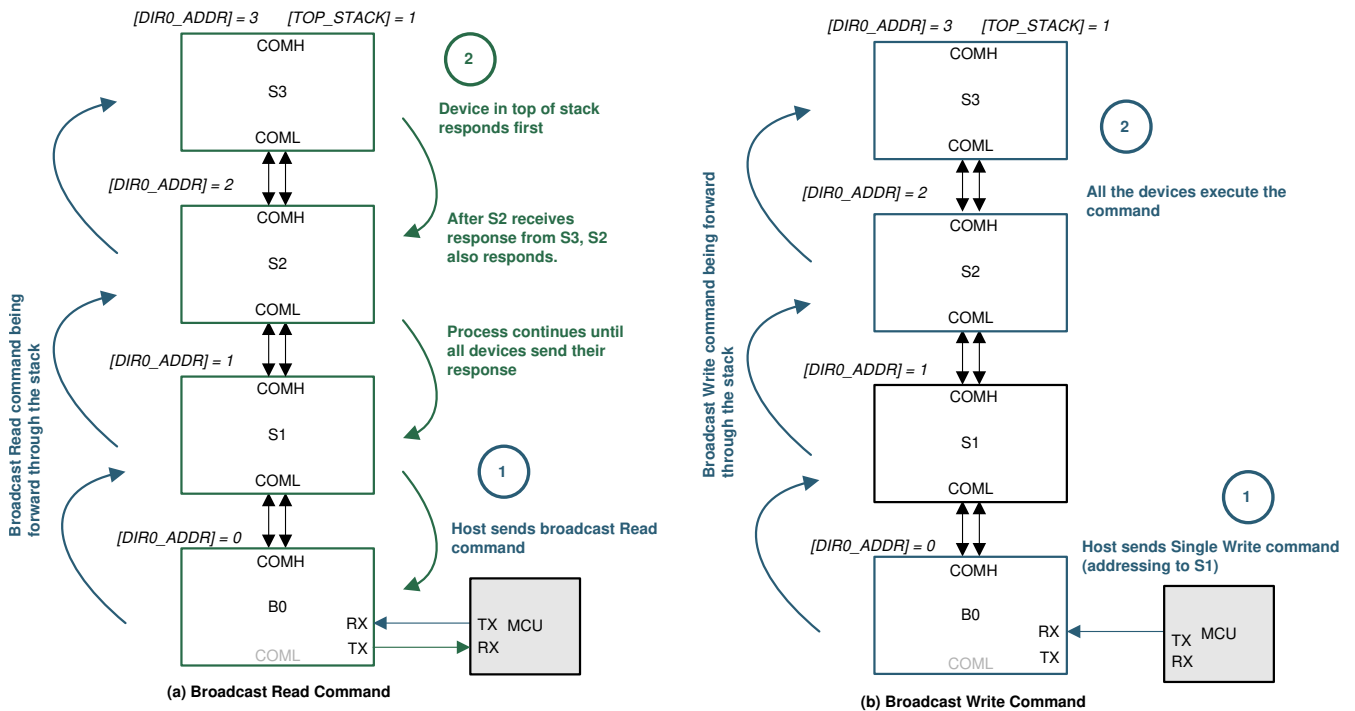 [DIR0_ADDR] = 3 [TOP_STACK] = 1
COMH
S3
COML
2
Device in top of stack
responds first
[DIR0_ADDR] = 2
COMH
S2
COML
After S2 receives
response from S3, S2
also responds.
[DIR0_ADDR] = 1
COMH
S1
COML
Process continues until
all devices send their
response
1
Host sends broadcast Read
command
[DIR0_ADDR] = 0
COMH
B0
RX
TX
COML
TX MCU
RX
Broadcast Read command being
forward through the stack
(a) Broadcast Read Command
[DIR0_ADDR] = 3 [TOP_STACK] = 1
COMH
S3
COML
2
All the devices execute the
command
[DIR0_ADDR] = 2
COMH
S2
COML
[DIR0_ADDR] = 1
COMH
S1
COML
1
Host sends Single Write command
(addressing to S1)
[DIR0_ADDR] = 0
COMH
B0
RX
TX
COML
TX MCU
RX
Broadcast Write command being forward
through the stack
(b) Broadcast Write Command